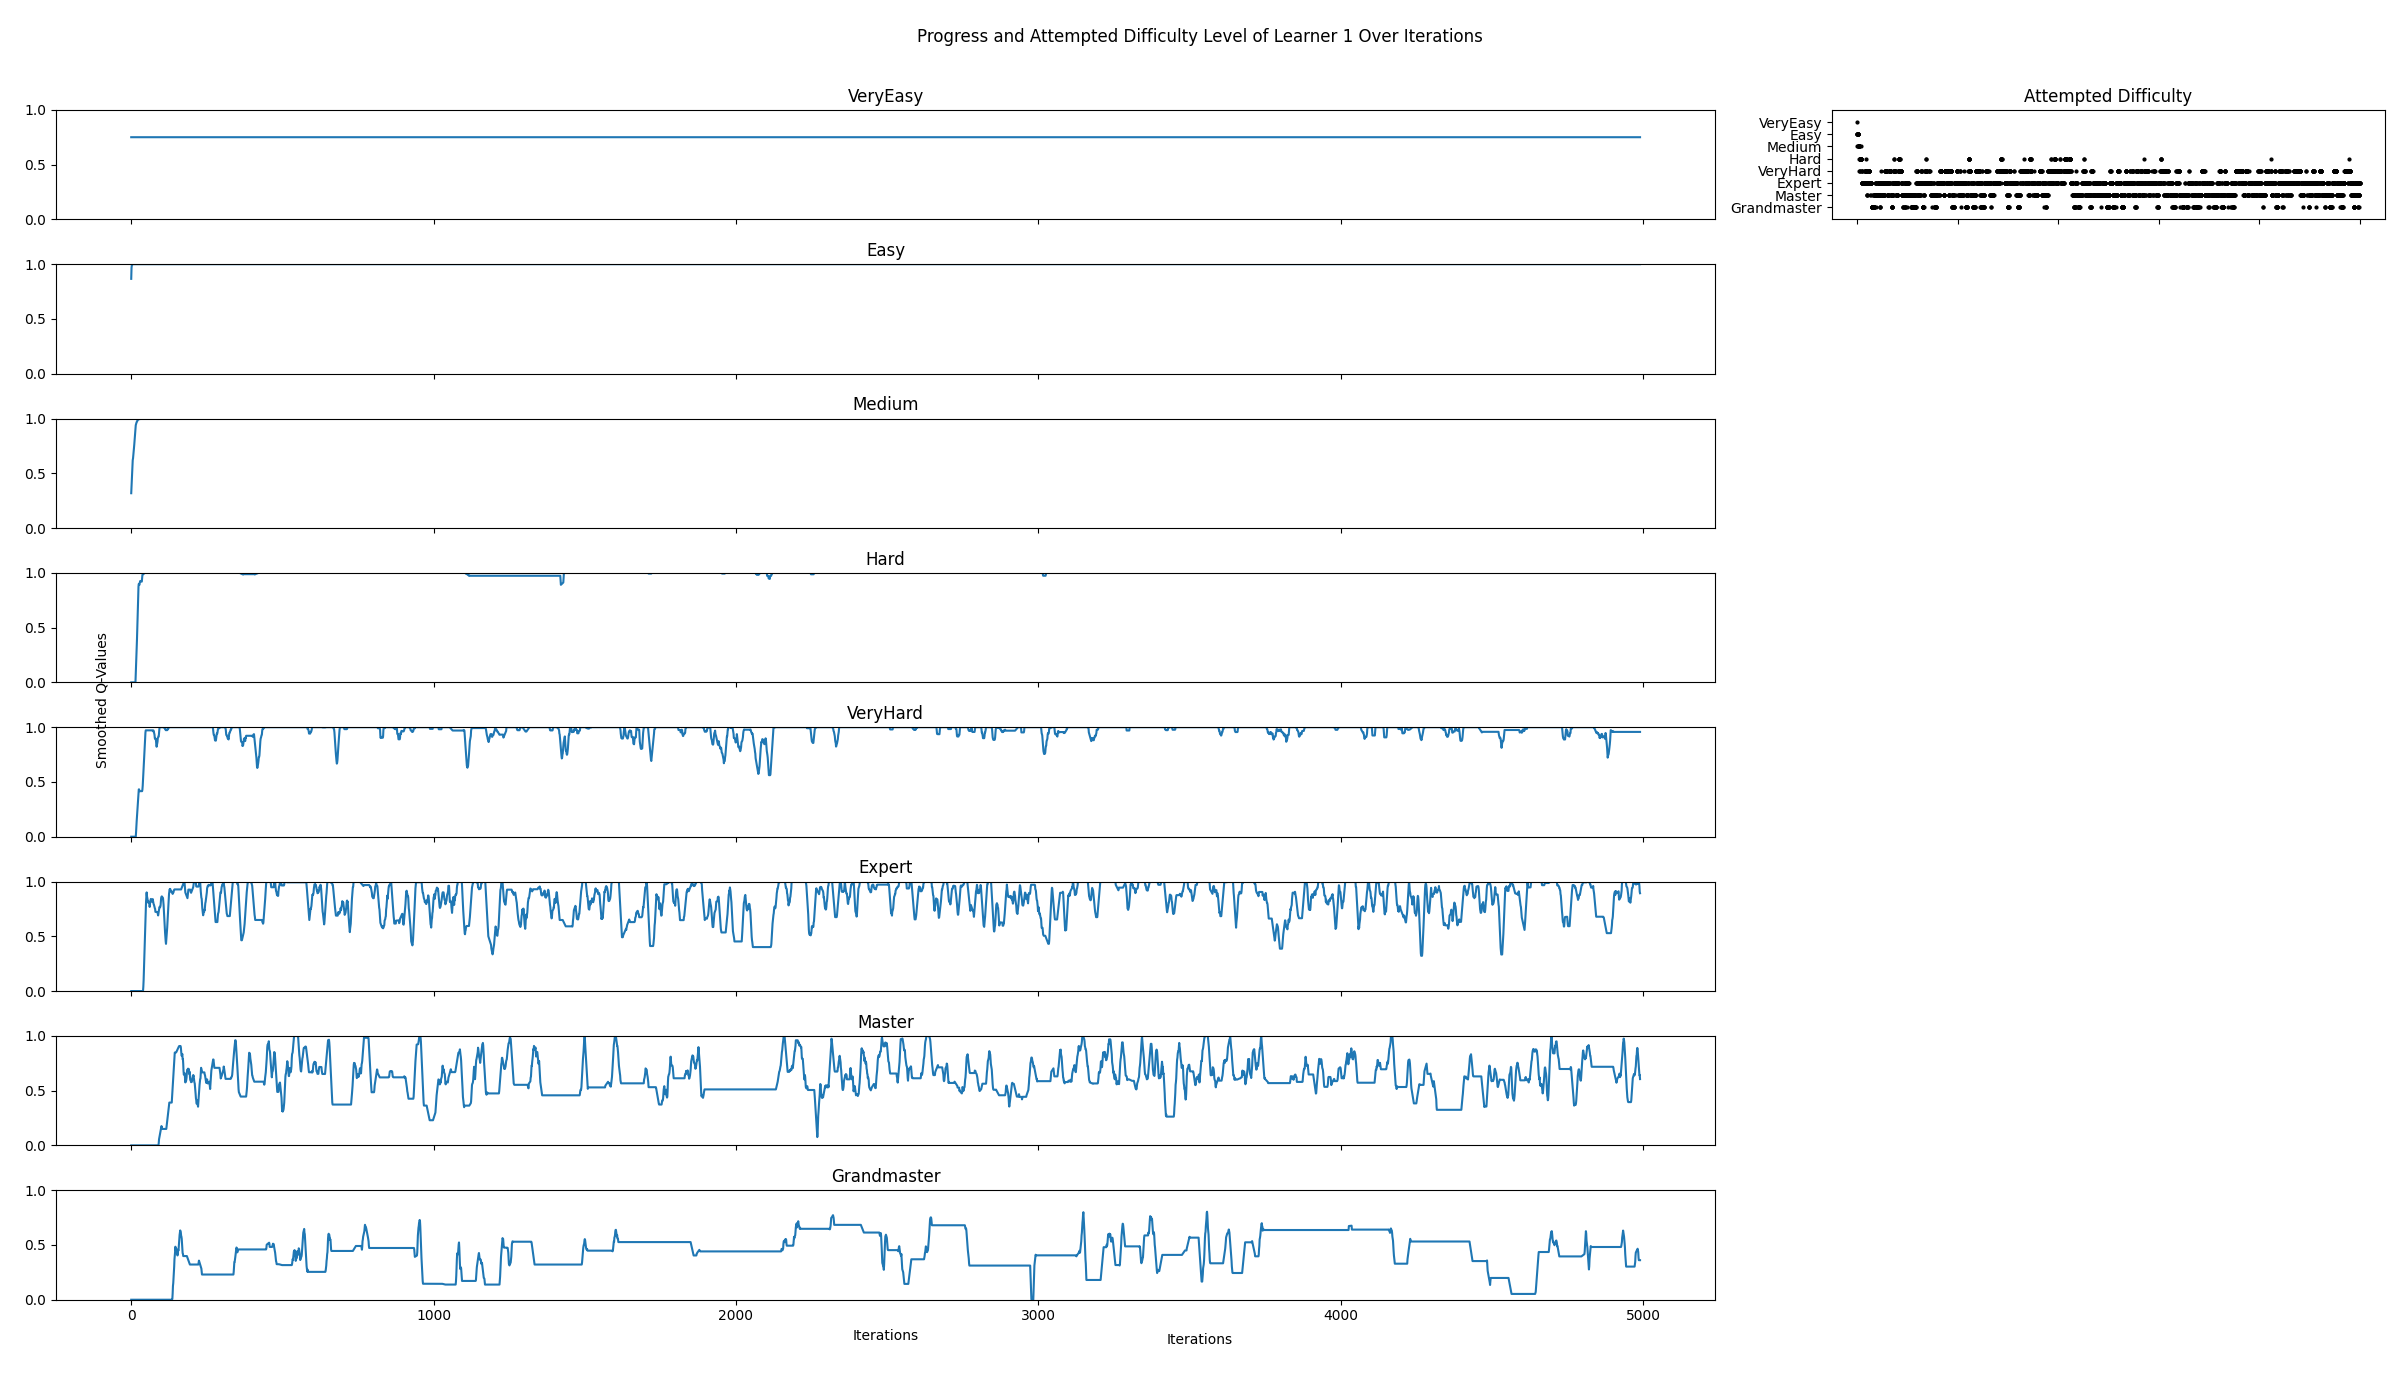 Progress and Attempted Difficulty Level of Learner 1 Over Iterations
VeryEasy
1.0
0.5
0.0
Easy
1.0
0.5
0.0
Medium
1.0
0.5
0.0
Hard
1.0
0.5
0.0
Smoothed Q-Values
VeryHard
1.0
0.5
0.0
Expert
1.0
0.5
0.0
Master
1.0
0.5
0.0
Grandmaster
1.0
0.5
0.0
0 1000 2000 3000 4000 5000
Iterations
Iterations
Attempted Difficulty
VeryEasy
Easy
Medium
Hard
VeryHard
Expert
Master
Grandmaster